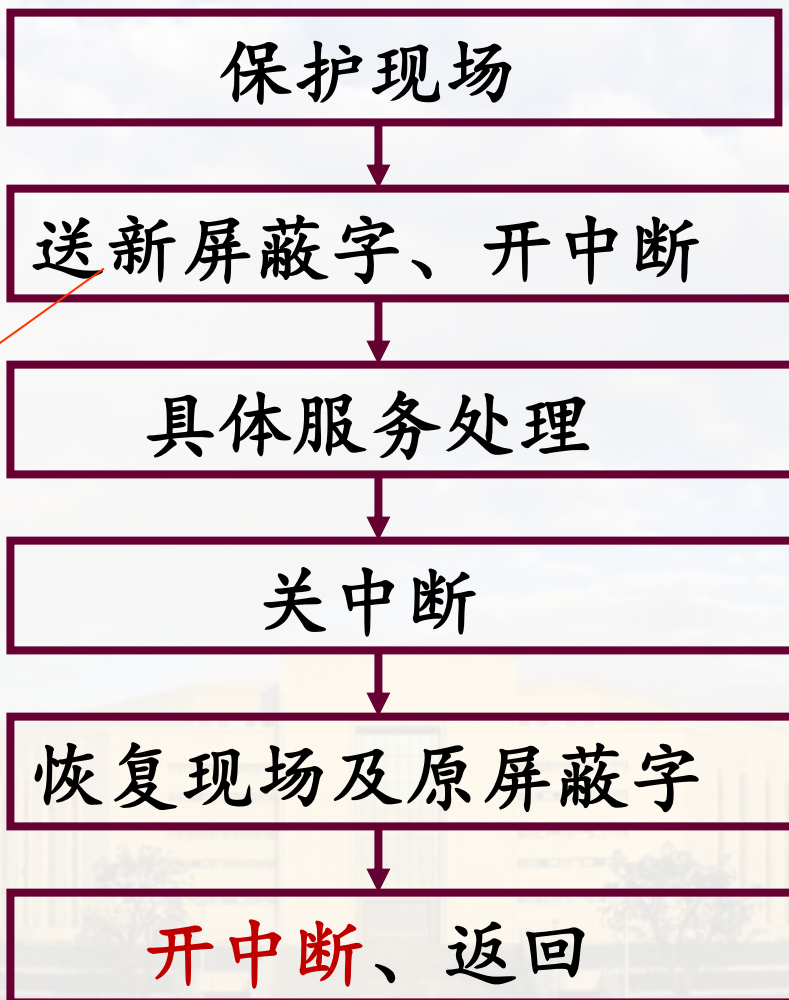 保护现场
送新屏蔽字、开中断
具体服务处理
关中断
恢复现场及原屏蔽字
开中断、返回